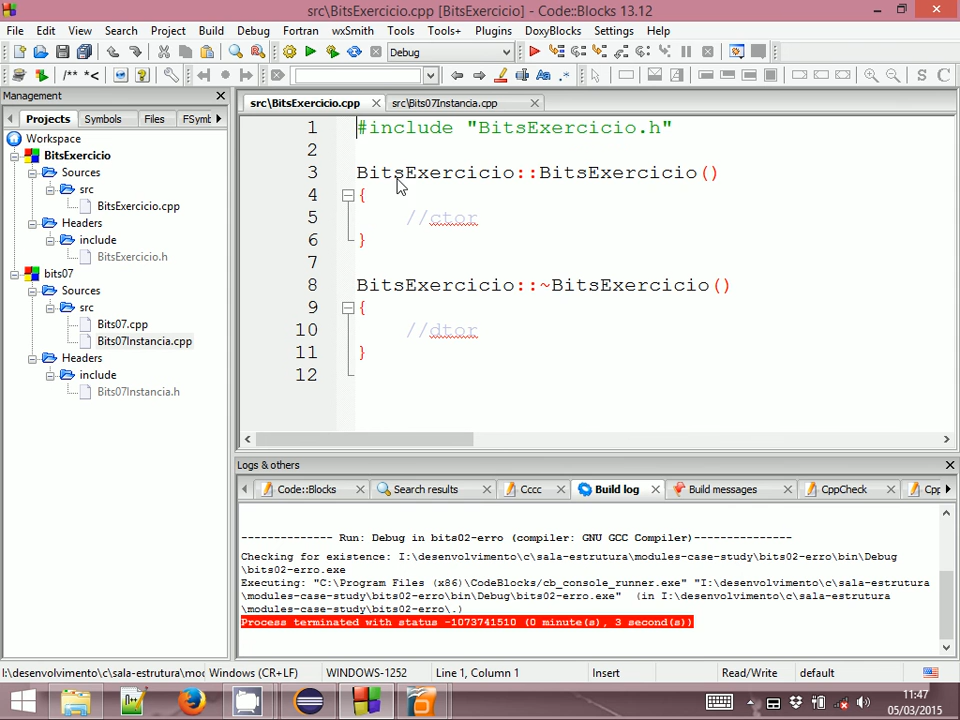 src\BitsExercicio.cpp [BitsExercicio] - Code::Blocks 13.12
File Edit View Search Project Build Debug Fortran wxSmith Tools Tools+ Plugins DoxyBlocks Settings Help
Debug
/** *<
Aa .* S C
Management
Projects Symbols Files FSymb
src\BitsExercicio.cpp src\Bits07Instancia.cpp
Workspace
BitsExercicio
Sources
src
BitsExercicio.cpp
Headers
include
BitsExercicio.h
bits07
Sources
src
Bits07.cpp
Bits07Instancia.cpp
Headers
include
Bits07Instancia.h
1 #include "BitsExercicio.h"
2
3 BitsExercicio::BitsExercicio()
4 {
5 //ctor
6 }
7
8 BitsExercicio::~BitsExercicio()
9 {
10 //dtor
11 }
12
Logs & others
Code::Blocks Search results Cccc Build log Build messages CppCheck Cpp
-------------- Run: Debug in bits02-erro (compiler: GNU GCC Compiler)---------------
Checking for existence: I:\desenvolvimento\c\sala-estrutura\modules-case-study\bits02-erro\bin\Debug
\bits02-erro.exe
Executing: "C:\Program Files (x86)\CodeBlocks/cb_console_runner.exe" "I:\desenvolvimento\c\sala-estrutura
\modules-case-study\bits02-erro\bin\Debug\bits02-erro.exe"  (in I:\desenvolvimento\c\sala-estrutura
\modules-case-study\bits02-erro\.)
Process terminated with status -1073741510 (0 minute(s), 3 second(s))
I:\desenvolvimento\c\sala-estrutura\moc Windows (CR+LF) WINDOWS-1252 Line 1, Column 1 Insert Read/Write default
11:47
05/03/2015